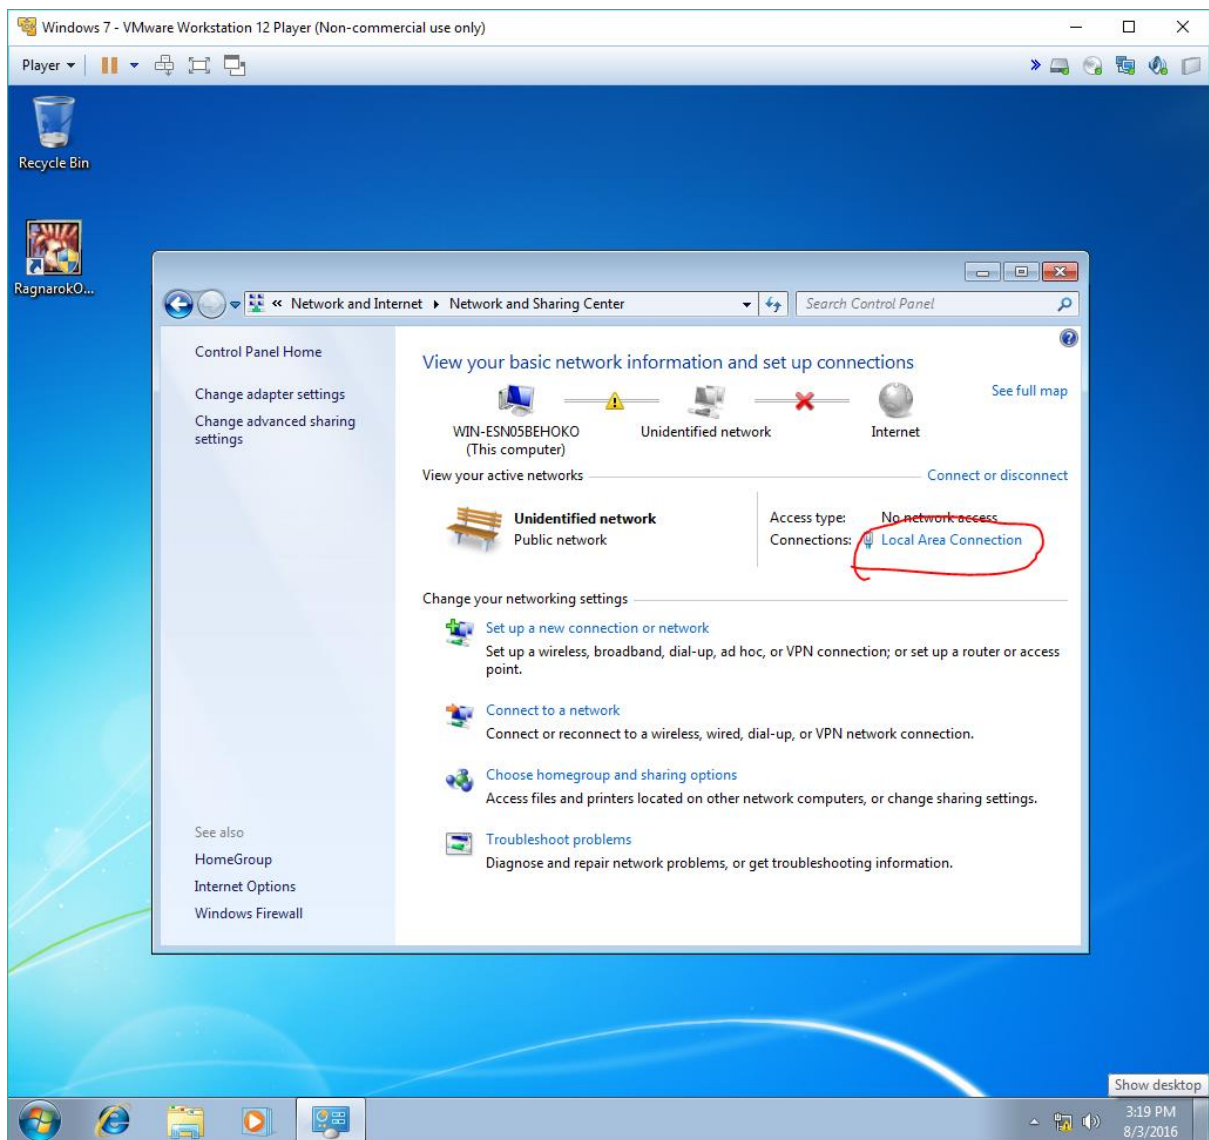 Windows 7 - VMware Workstation 12 Player (Non-commercial use only)
Player
Recycle Bin
RagnarokO...
« Network and Internet Network and Sharing Center
Search Control Panel
Control Panel Home
Change adapter settings
Change advanced sharing
settings
View your basic network information and set up connections
See full map
WIN-ESN05BEHOKO
(This computer)
Unidentified network
Internet
View your active networks
Connect or disconnect
Unidentified network
Public network
Access type: No network access
Connections: Local Area Connection
Change your networking settings
Set up a new connection or network
Set up a wireless, broadband, dial-up, ad hoc, or VPN connection; or set up a router or access
point.
Connect to a network
Connect or reconnect to a wireless, wired, dial-up, or VPN network connection.
Choose homegroup and sharing options
Access files and printers located on other network computers, or change sharing settings.
Troubleshoot problems
Diagnose and repair network problems, or get troubleshooting information.
See also
HomeGroup
Internet Options
Windows Firewall
Show desktop
3:19 PM
8/3/2016